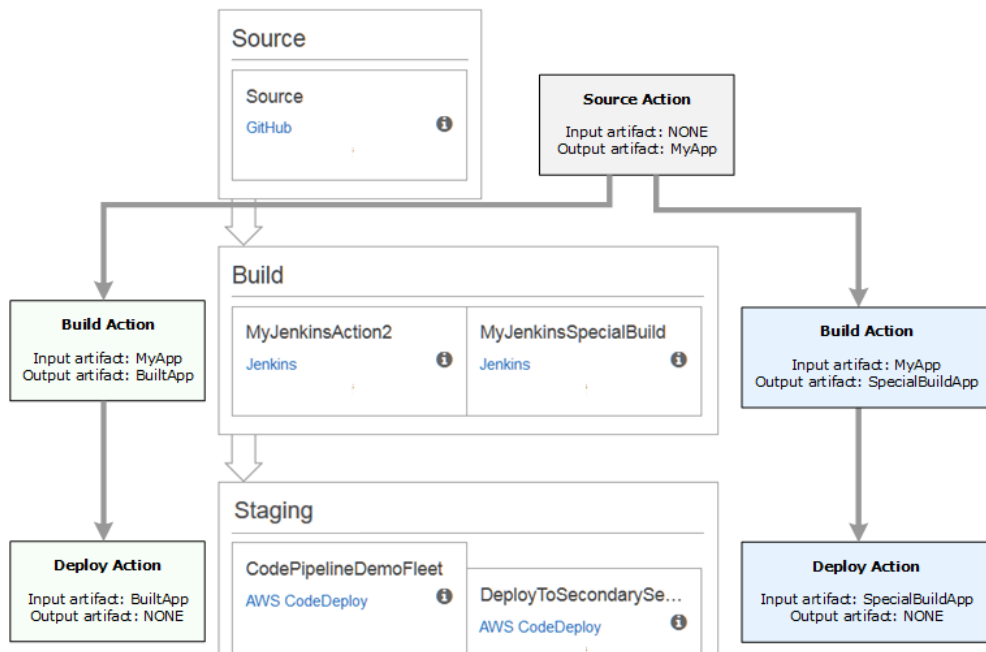 Source
Source
GitHub
Source Action
Input artifact: NONE
Output artifact: MyApp
Build
Build Action
Input artifact: MyApp
Output artifact: BuiltApp
MyJenkinsAction2
Jenkins
MyJenkinsSpecialBuild
Jenkins
Build Action
Input artifact: MyApp
Output artifact: SpecialBuildApp
Staging
Deploy Action
Input artifact: BuiltApp
Output artifact: NONE
CodePipelineDemoFleet
AWS CodeDeploy
DeployToSecondarySe...
AWS CodeDeploy
Deploy Action
Input artifact: SpecialBuildApp
Output artifact: NONE